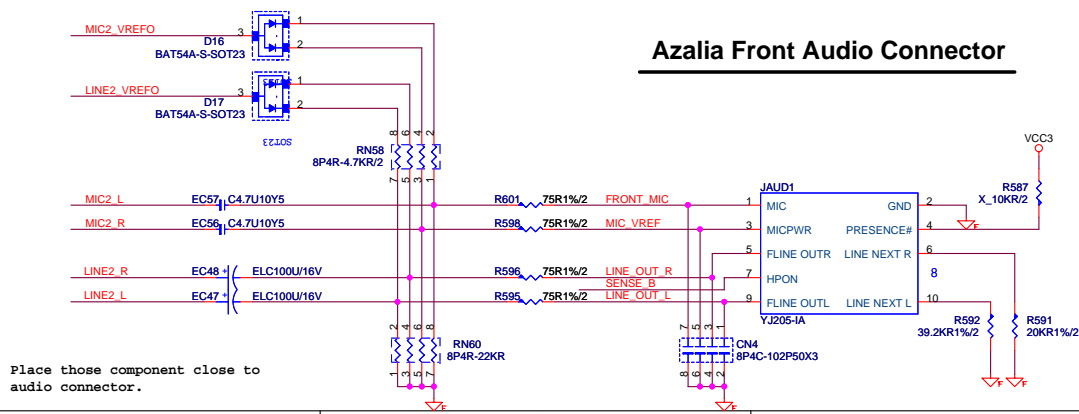 Azalia Front Audio Connector
MIC2_VREFO
3
1
2
D16
BAT54A-S-SOT23
SOT23
LINE2_VREFO
3
1
2
D17
BAT54A-S-SOT23
SOT23
8 6 4 2
RN58
8P4R-4.7KR/2
7 5 3 1
VCC3
R587
X_10KR/2
MIC2_L
EC57
C4.7U10Y5
R601
75R1%/2
FRONT_MIC
MIC2_R
EC56
C4.7U10Y5
R598
75R1%/2
MIC_VREF
LINE2_R
EC48
+
ELC100U/16V
R596
75R1%/2
LINE_OUT_R
SENSE_B
LINE2_L
EC47
+
ELC100U/16V
R595
75R1%/2
LINE_OUT_L
JAUD1
1 MIC GND 2
3 MICPWR PRESENCE# 4
5 FLINE OUTR LINE NEXT R 6
7 HPON 8
9 FLINE OUTL LINE NEXT L 10
YJ205-IA
F
R592
39.2KR1%/2
R591
20KR1%/2
F
F
2 4 6 8
RN60
8P4R-22KR
1 3 5 7
F
7 5 3 1
CN4
8P4C-102P50X3
8 6 4 2
F
Place those component close to
audio connector.